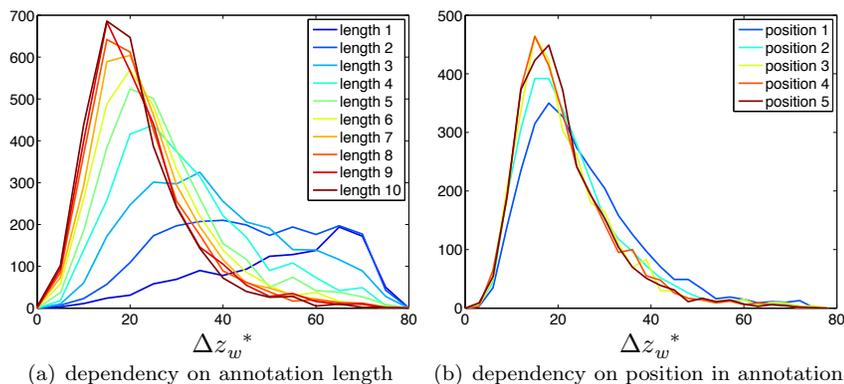 700
600
500
400
300
200
100
0
0 20 40 60 80
length 1
length 2
length 3
length 4
length 5
length 6
length 7
length 8
length 9
length 10
Δz_w*
(a) dependency on annotation length
500
400
300
200
100
0
0 20 40 60 80
position 1
position 2
position 3
position 4
position 5
Δz_w*
(b) dependency on position in annotation